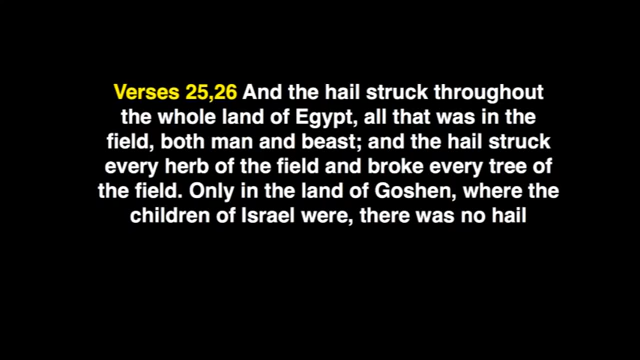 Verses 25,26 And the hail struck throughout
the whole land of Egypt, all that was in the
field, both man and beast; and the hail struck
every herb of the field and broke every tree of
the field. Only in the land of Goshen, where the
children of Israel were, there was no hail